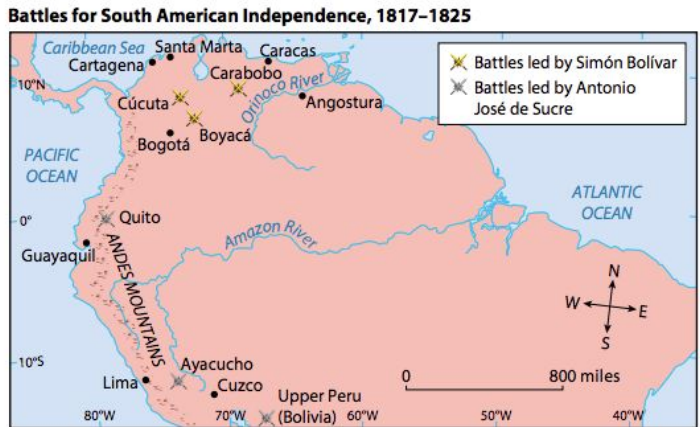 Battles for South American Independence, 1817–1825
Caribbean Sea
Santa Marta
Caracas
Cartagena
Carabobo
Battles led by Simón Bolívar
Battles led by Antonio
José de Sucre
10°N
Orinoco River
Cúcuta
Angostura
Boyacá
Bogotá
PACIFIC
OCEAN
ATLANTIC
OCEAN
0°
Quito
Amazon River
Guayaquil
ANDES MOUNTAINS
N
W
E
S
10°S
Ayacucho
Lima
Cuzco
0
800 miles
Upper Peru
(Bolivia)
80°W
70°W
60°W
50°W
40°W